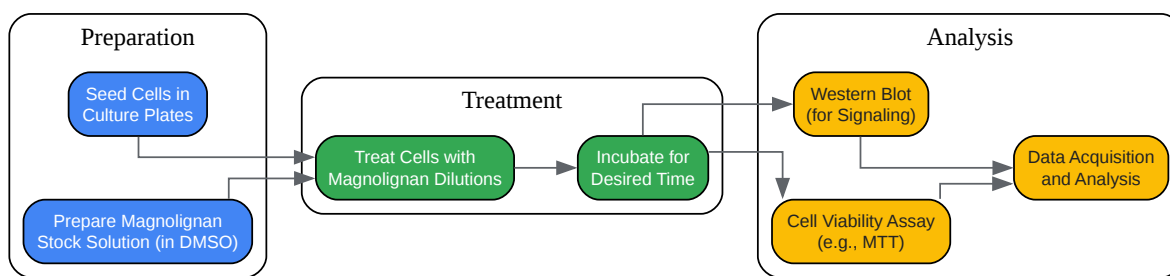 Preparation
Seed Cells in
Culture Plates
Prepare Magnolignan
Stock Solution (in DMSO)
Treatment
Treat Cells with
Magnolignan Dilutions
Incubate for
Desired Time
Analysis
Western Blot
(for Signaling)
Cell Viability Assay
(e.g., MTT)
Data Acquisition
and Analysis